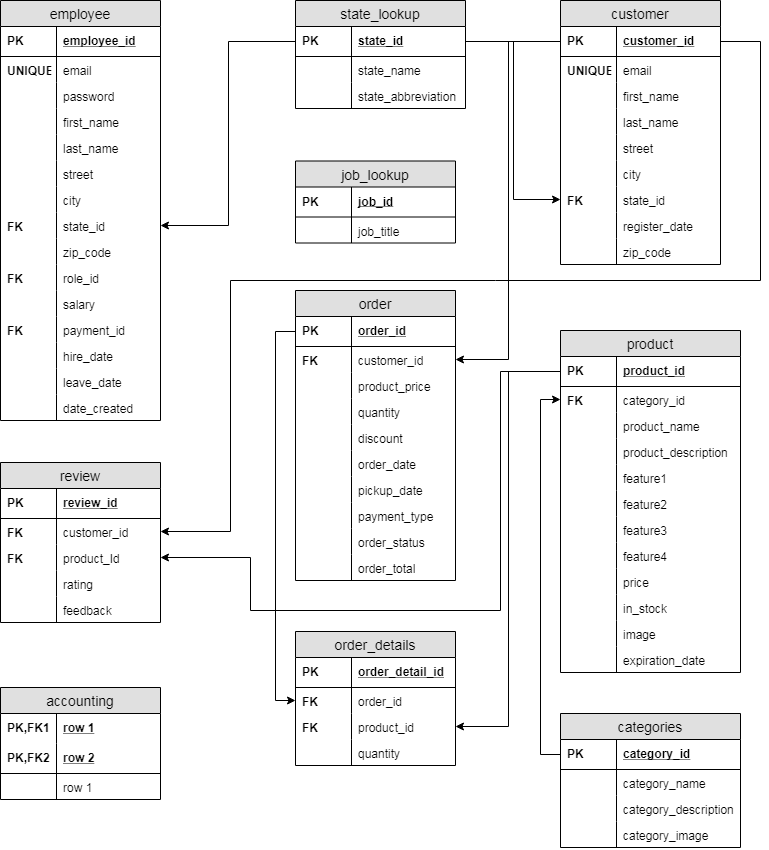 employee
PK employee_id
UNIQUE email
password
first_name
last_name
street
city
FK state_id
zip_code
FK role_id
salary
FK payment_id
hire_date
leave_date
date_created
state_lookup
PK state_id
state_name
state_abbreviation
customer
PK customer_id
UNIQUE email
first_name
last_name
street
city
FK state_id
register_date
zip_code
job_lookup
PK job_id
job_title
order
PK order_id
FK customer_id
product_price
quantity
discount
order_date
pickup_date
payment_type
order_status
order_total
product
PK product_id
FK category_id
product_name
product_description
feature1
feature2
feature3
feature4
price
in_stock
image
expiration_date
review
PK review_id
FK customer_id
FK product_Id
rating
feedback
order_details
PK order_detail_id
FK order_id
FK product_id
quantity
accounting
PK,FK1 row 1
PK,FK2 row 2
row 1
categories
PK category_id
category_name
category_description
category_image